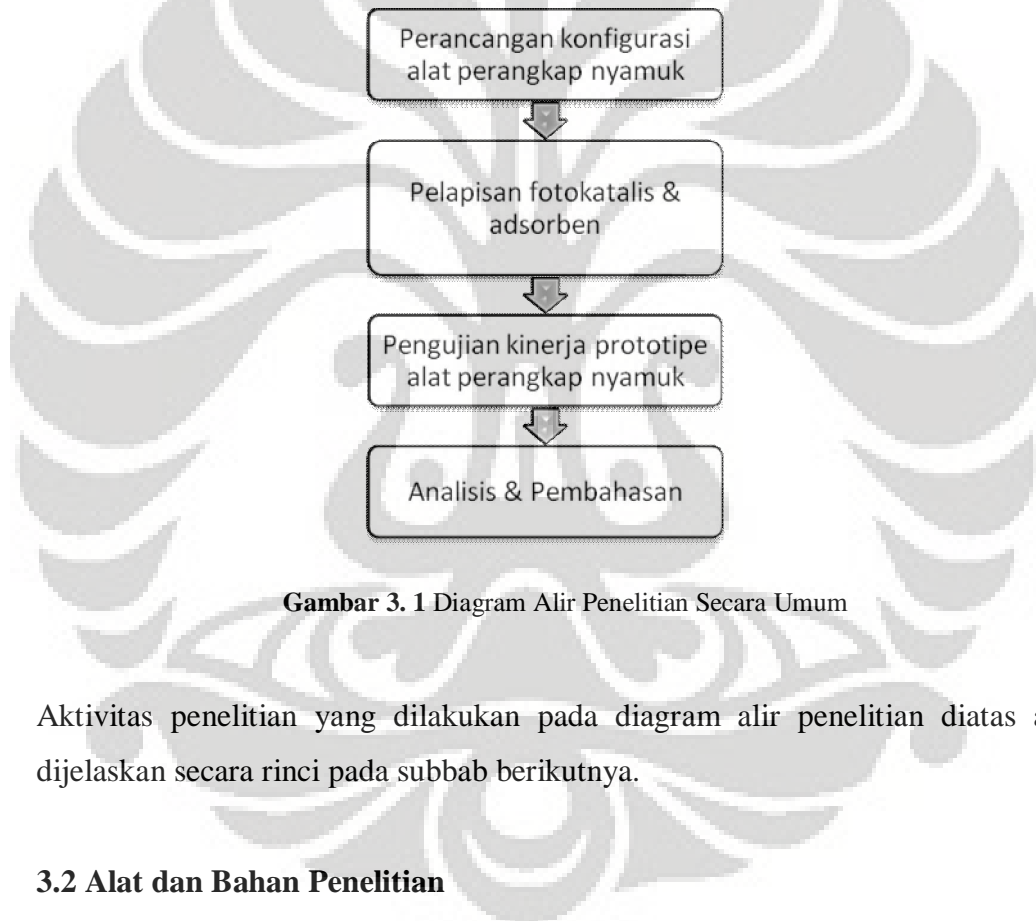 Perancangan konfigurasi
alat perangkap nyamuk
Pelapisan fotokatalis &
adsorben
Pengujian kinerja prototipe
alat perangkap nyamuk
Analisis & Pembahasan
Gambar 3. 1 Diagram Alir Penelitian Secara Umum
Aktivitas penelitian yang dilakukan pada diagram alir penelitian diatas
dijelaskan secara rinci pada subbab berikutnya.
3.2 Alat dan Bahan Penelitian